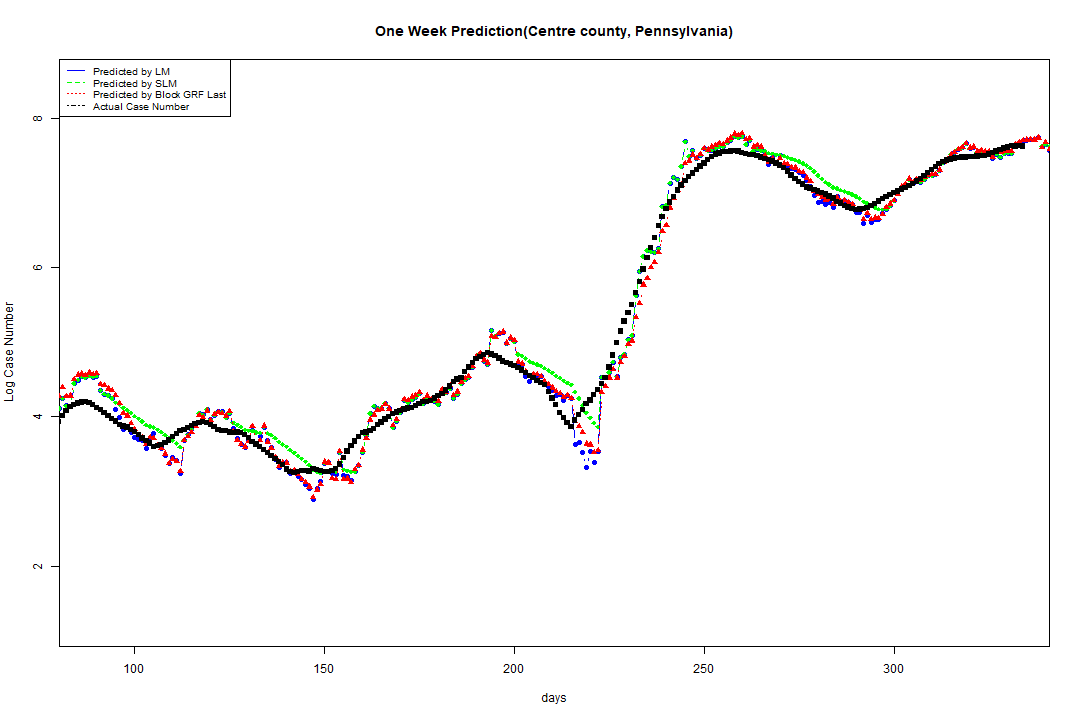 One Week Prediction(Centre county, Pennsylvania)
Predicted by LM
Predicted by SLM
Predicted by Block GRF Last
Actual Case Number
8
6
4
2
Log Case Number
100 150 200 250 300
days